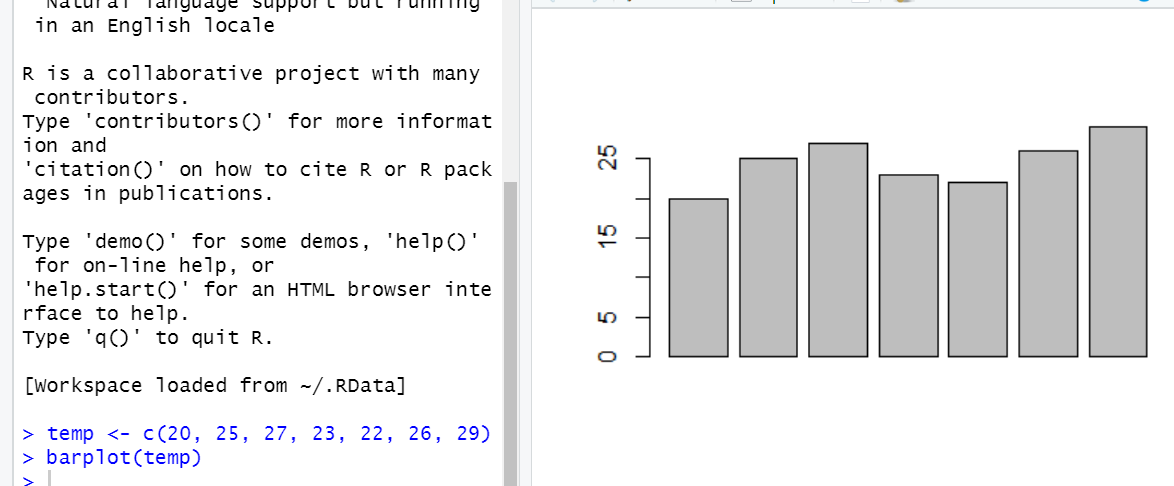 Natural language support but running
in an English locale
R is a collaborative project with many
contributors.
Type 'contributors()' for more informat
ion and
'citation()' on how to cite R or R pack
ages in publications.
Type 'demo()' for some demos, 'help()'
for on-line help, or
'help.start()' for an HTML browser inte
rface to help.
Type 'q()' to quit R.
[Workspace loaded from ~/.RData]
> temp <- c(20, 25, 27, 23, 22, 26, 29)
> barplot(temp)
>
25
15
5
0